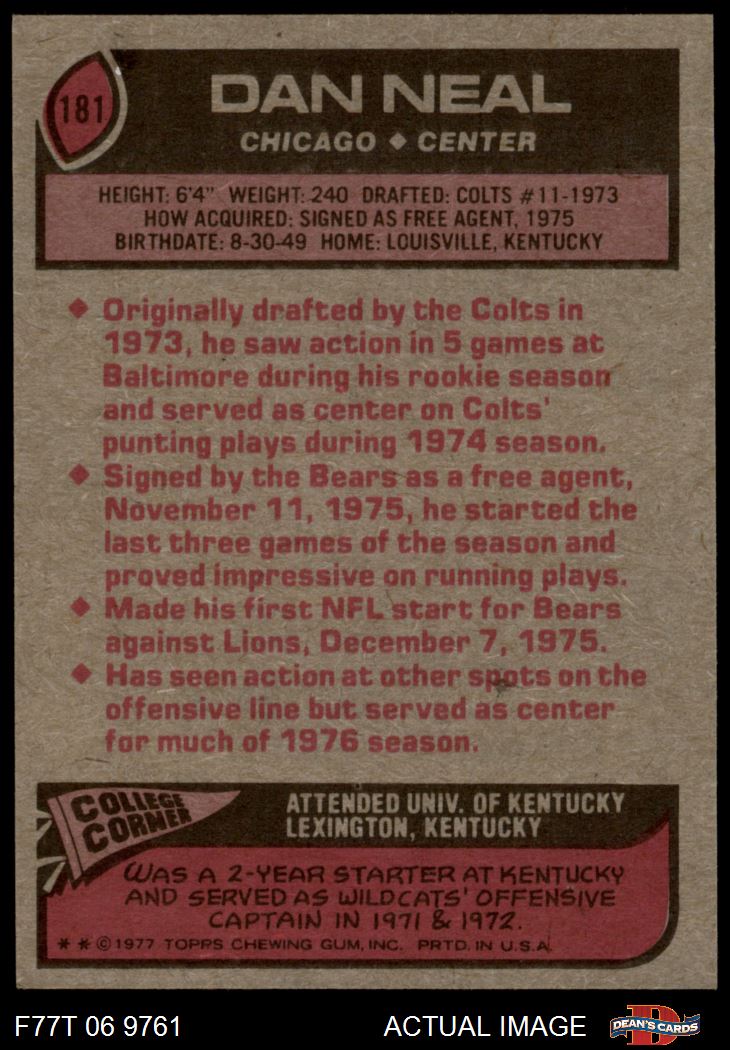 181
DAN NEAL
CHICAGO ◆ CENTER
HEIGHT: 6'4" WEIGHT: 240 DRAFTED: COLTS #11-1973
HOW ACQUIRED: SIGNED AS FREE AGENT, 1975
BIRTHDATE: 8-30-49 HOME: LOUISVILLE, KENTUCKY
◆ Originally drafted by the Colts in
1973, he saw action in 5 games at
Baltimore during his rookie season
and served as center on Colts'
punting plays during 1974 season.
◆ Signed by the Bears as a free agent,
November 11, 1975, he started the
last three games of the season and
proved impressive on running plays.
◆ Made his first NFL start for Bears
against Lions, December 7, 1975.
◆ Has seen action at other spots on the
offensive line but served as center
for much of 1976 season.
COLLEGE
CORNER
ATTENDED UNIV. OF KENTUCKY
LEXINGTON, KENTUCKY
WAS A 2-YEAR STARTER AT KENTUCKY
AND SERVED AS WILDCATS' OFFENSIVE
CAPTAIN IN 1971 & 1972.
* * © 1977 TOPPS CHEWING GUM, INC. PRTD. IN U.S.A.
F77T 06 9761
ACTUAL IMAGE
DEAN'S CARDS